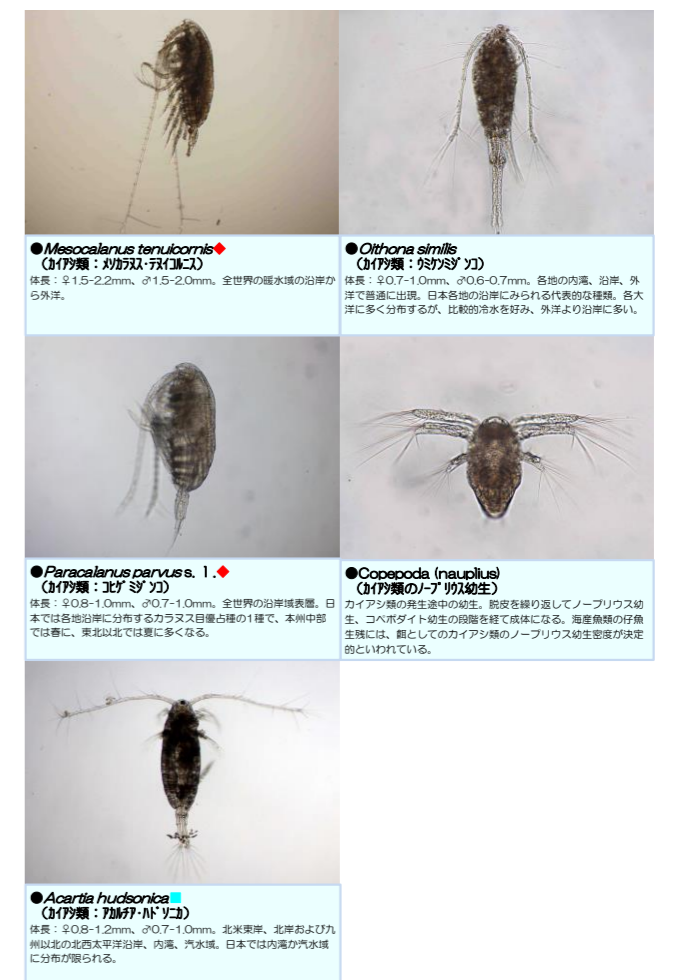 ●Mesocalanus tenuicornis◆
（ｶｲｱｼ類：ﾒｿｶﾗﾇｽ・ﾃﾇｲｺﾙﾆｽ）
体長：♀1.5-2.2mm、♂1.5-2.0mm。全世界の暖水域の沿岸か
ら外洋。
●Oithona similis
（ｶｲｱｼ類：ｳﾐｹﾝﾐｼﾞﾝｺ）
体長：♀0.7-1.0mm、♂0.6-0.7mm。各地の内湾、沿岸、外
洋で普通に出現。日本各地の沿岸にみられる代表的な種類。各大
洋に多く分布するが、比較的冷水を好み、外洋より沿岸に多い。
●Paracalanus parvus s. l .◆
（ｶｲｱｼ類：ｺﾋｹﾞﾐｼﾞﾝｺ）
体長：♀0.8-1.0mm、♂0.7-1.0mm。全世界の沿岸域表層。日
本では各地沿岸に分布するカラヌス目優占種の1種で、本州中部
では春に、東北以北では夏に多くなる。
●Copepoda (nauplius)
（ｶｲｱｼ類のﾉｰﾌﾟﾘｳｽ幼生）
カイアシ類の発生途中の幼生。脱皮を繰り返してノープリウス幼
生、コペポダイト幼生の段階を経て成体になる。海産魚類の仔魚
生残には、餌としてのカイアシ類のノープリウス幼生密度が決定
的といわれている。
●Acartia hudsonica■
（ｶｲｱｼ類：ｱｶﾙﾁｱ・ﾊﾄﾞｿﾆｶ）
体長：♀0.8-1.2mm、♂0.7-1.0mm。北米東岸、北岸および九
州以北の北西太平洋沿岸、内湾、汽水域。日本では内湾か汽水域
に分布が限られる。